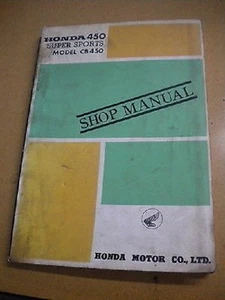 HONDA 450
SUPER SPORTS
MODEL CB450
SHOP MANUAL
HONDA MOTOR CO., LTD.